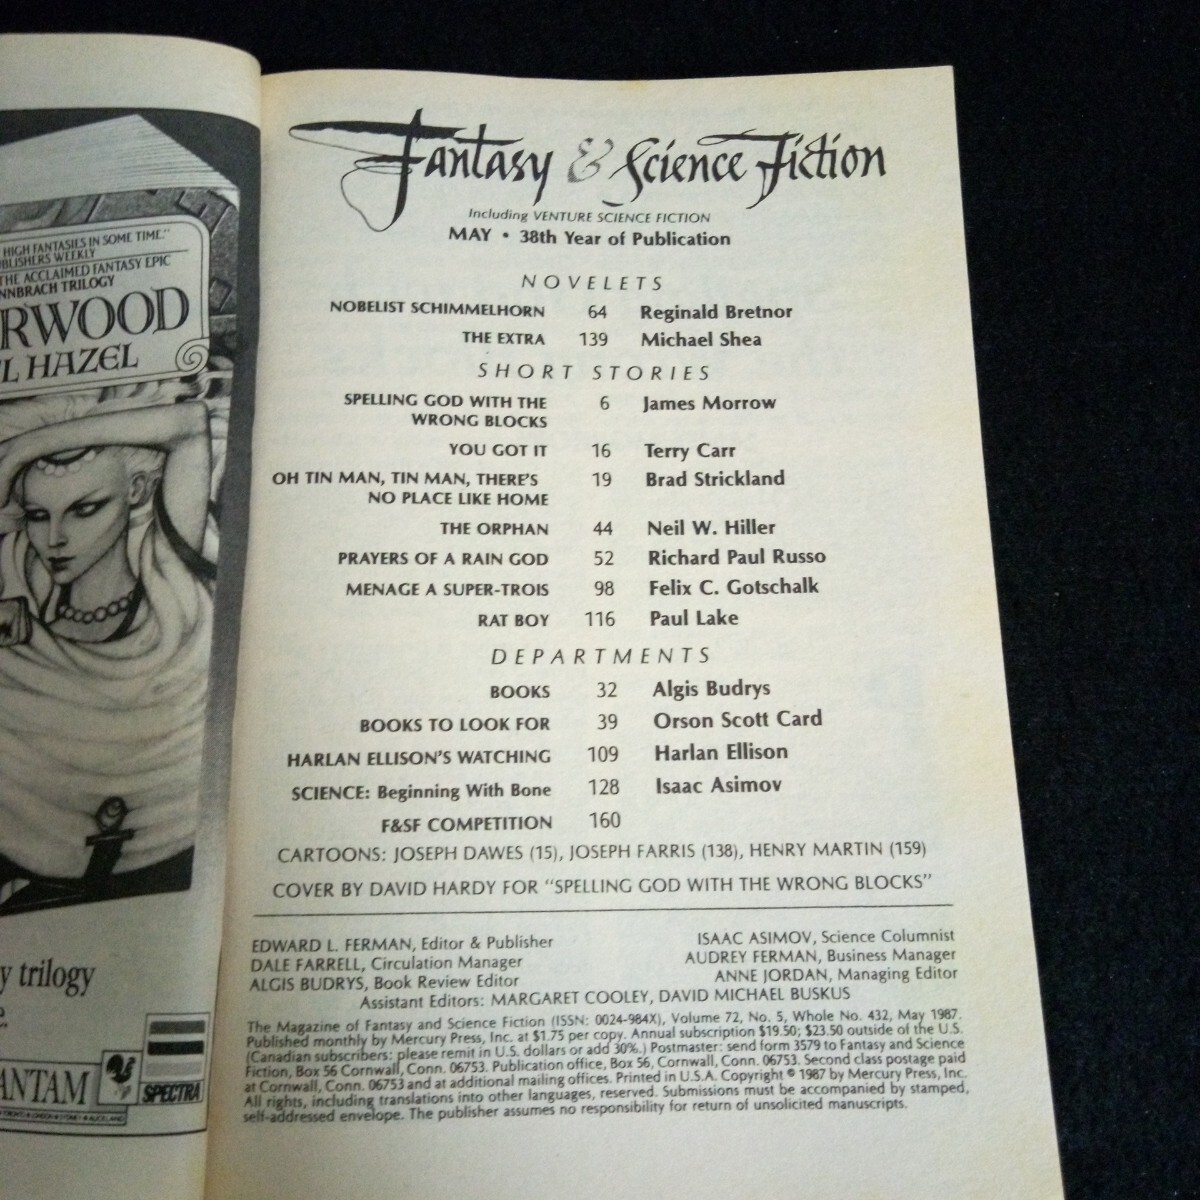 HIGH FANTASIES IN SOME TIME."
BLISHERS WEEKLY
THE ACCLAIMED FANTASY EPIC
NNBRACH TRILOGY
RWOOD
L HAZEL
y trilogy
ANTAM
SPECTRA
Fantasy & Science Fiction
Including VENTURE SCIENCE FICTION
MAY • 38th Year of Publication
NOVELETS
NOBELIST SCHIMMELHORN 64 Reginald Bretnor
THE EXTRA 139 Michael Shea
SHORT STORIES
SPELLING GOD WITH THE 6 James Morrow
WRONG BLOCKS
YOU GOT IT 16 Terry Carr
OH TIN MAN, TIN MAN, THERE'S 19 Brad Strickland
NO PLACE LIKE HOME
THE ORPHAN 44 Neil W. Hiller
PRAYERS OF A RAIN GOD 52 Richard Paul Russo
MENAGE A SUPER-TROIS 98 Felix C. Gotschalk
RAT BOY 116 Paul Lake
DEPARTMENTS
BOOKS 32 Algis Budrys
BOOKS TO LOOK FOR 39 Orson Scott Card
HARLAN ELLISON'S WATCHING 109 Harlan Ellison
SCIENCE: Beginning With Bone 128 Isaac Asimov
F&SF COMPETITION 160
CARTOONS: JOSEPH DAWES (15), JOSEPH FARRIS (138), HENRY MARTIN (159)
COVER BY DAVID HARDY FOR "SPELLING GOD WITH THE WRONG BLOCKS"
EDWARD L. FERMAN, Editor & Publisher ISAAC ASIMOV, Science Columnist
DALE FARRELL, Circulation Manager AUDREY FERMAN, Business Manager
ALGIS BUDRYS, Book Review Editor ANNE JORDAN, Managing Editor
Assistant Editors: MARGARET COOLEY, DAVID MICHAEL BUSKUS
The Magazine of Fantasy and Science Fiction (ISSN: 0024-984X), Volume 72, No. 5, Whole No. 432, May 1987.
Published monthly by Mercury Press, Inc. at $1.75 per copy. Annual subscription $19.50; $23.50 outside of the U.S.
(Canadian subscribers: please remit in U.S. dollars or add 30%.) Postmaster: send form 3579 to Fantasy and Science
Fiction, Box 56 Cornwall, Conn. 06753. Publication office, Box 56, Cornwall, Conn. 06753. Second class postage paid
at Cornwall, Conn. 06753 and at additional mailing offices. Printed in U.S.A. Copyright © 1987 by Mercury Press, Inc.
All rights, including translations into other languages, reserved. Submissions must be accompanied by stamped,
self-addressed envelope. The publisher assumes no responsibility for return of unsolicited manuscripts.